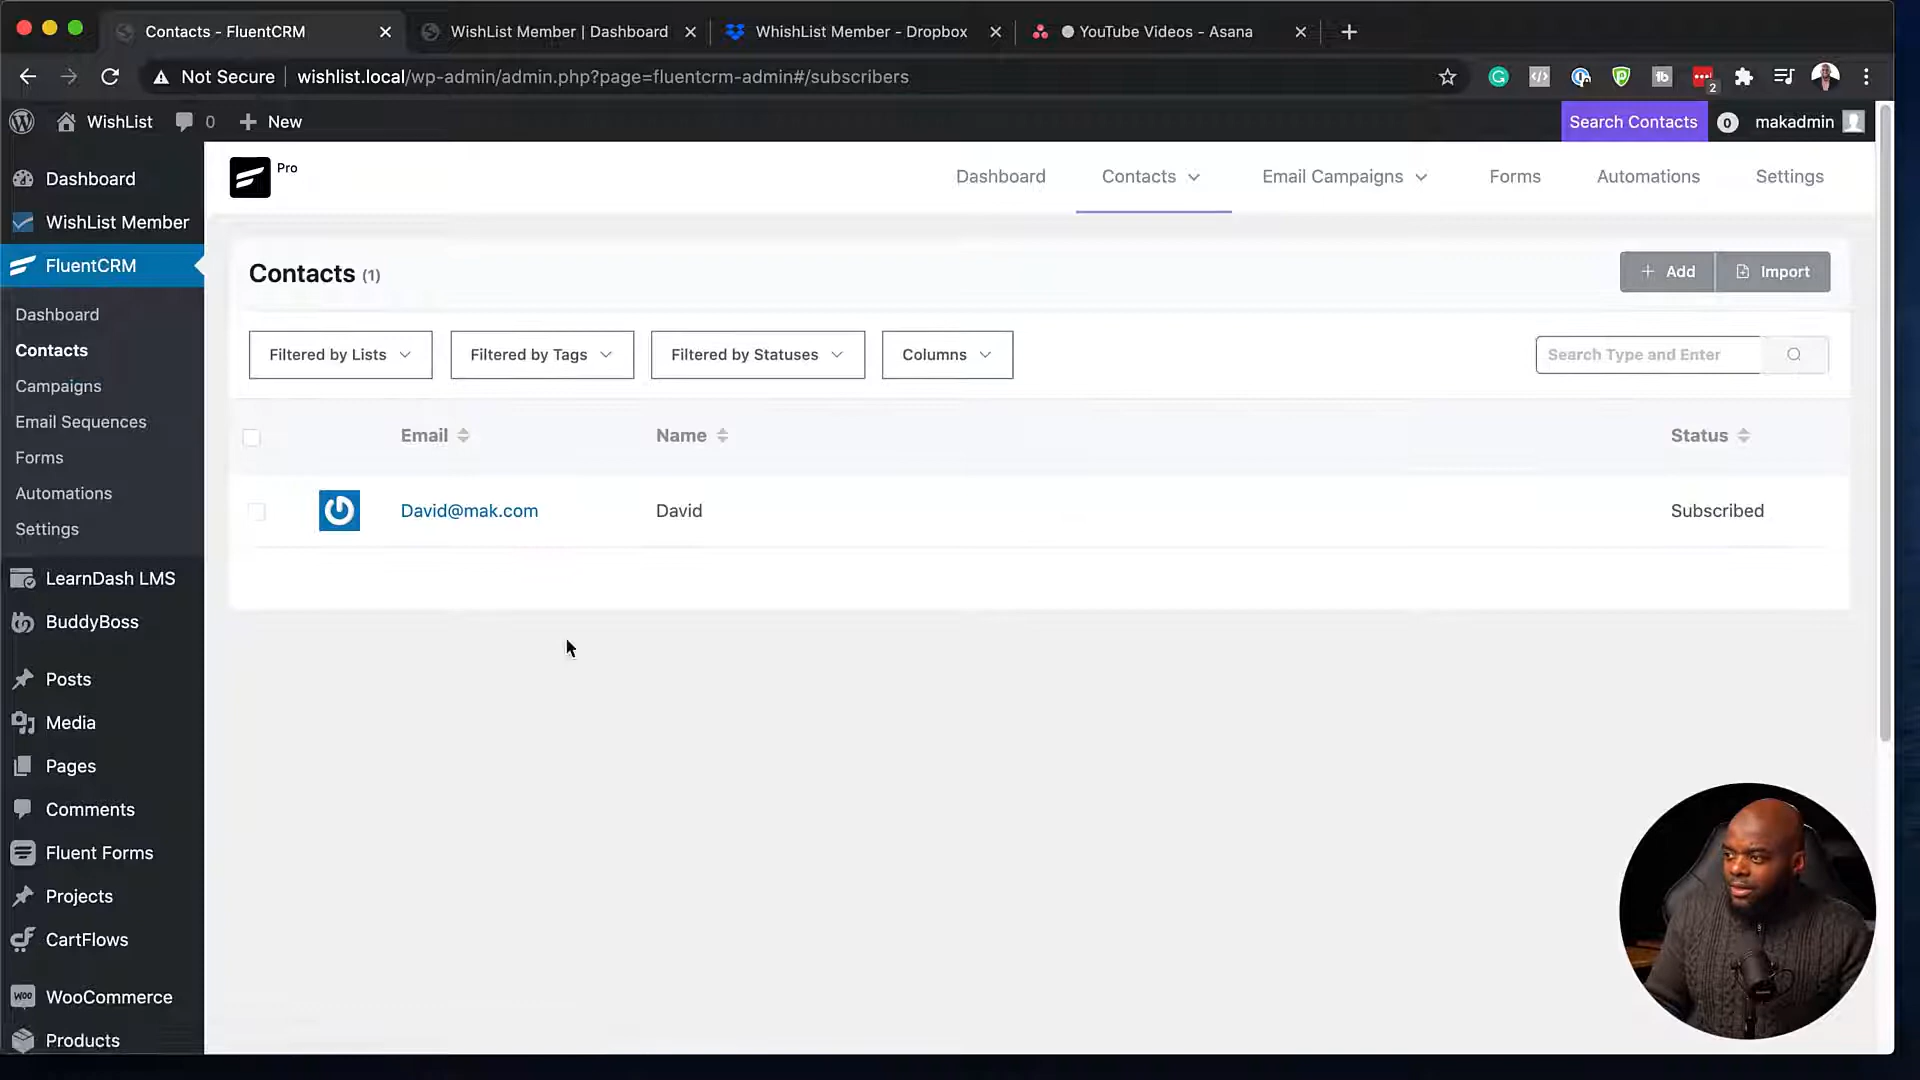 Contacts - FluentCRM
WishList Member | Dashboard
WhishList Member - Dropbox
YouTube Videos - Asana
Not Secure
wishlist.local/wp-admin/admin.php?page=fluentcrm-admin#/subscribers
2
WishList
0
New
Search Contacts
0
makadmin
Dashboard
WishList Member
FluentCRM
Dashboard
Contacts
Campaigns
Email Sequences
Forms
Automations
Settings
LearnDash LMS
BuddyBoss
Posts
Media
Pages
Comments
Fluent Forms
Projects
CartFlows
WooCommerce
Products
Pro
Dashboard
Contacts
Email Campaigns
Forms
Automations
Settings
Contacts (1)
Add
Import
Filtered by Lists
Filtered by Tags
Filtered by Statuses
Columns
Search Type and Enter
Email
Name
Status
David@mak.com
David
Subscribed